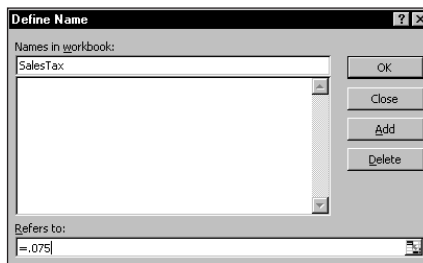 Define Name
Names in workbook:
SalesTax
OK
Close
Add
Delete
Refers to:
=.075